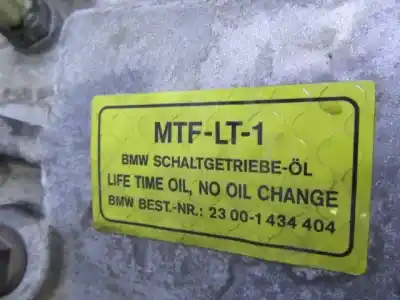 MTF-LT-1
BMW SCHALTGETRIEBE-ÖL
LIFE TIME OIL, NO OIL CHANGE
BMW BEST.-NR.: 23 00-1 434 404